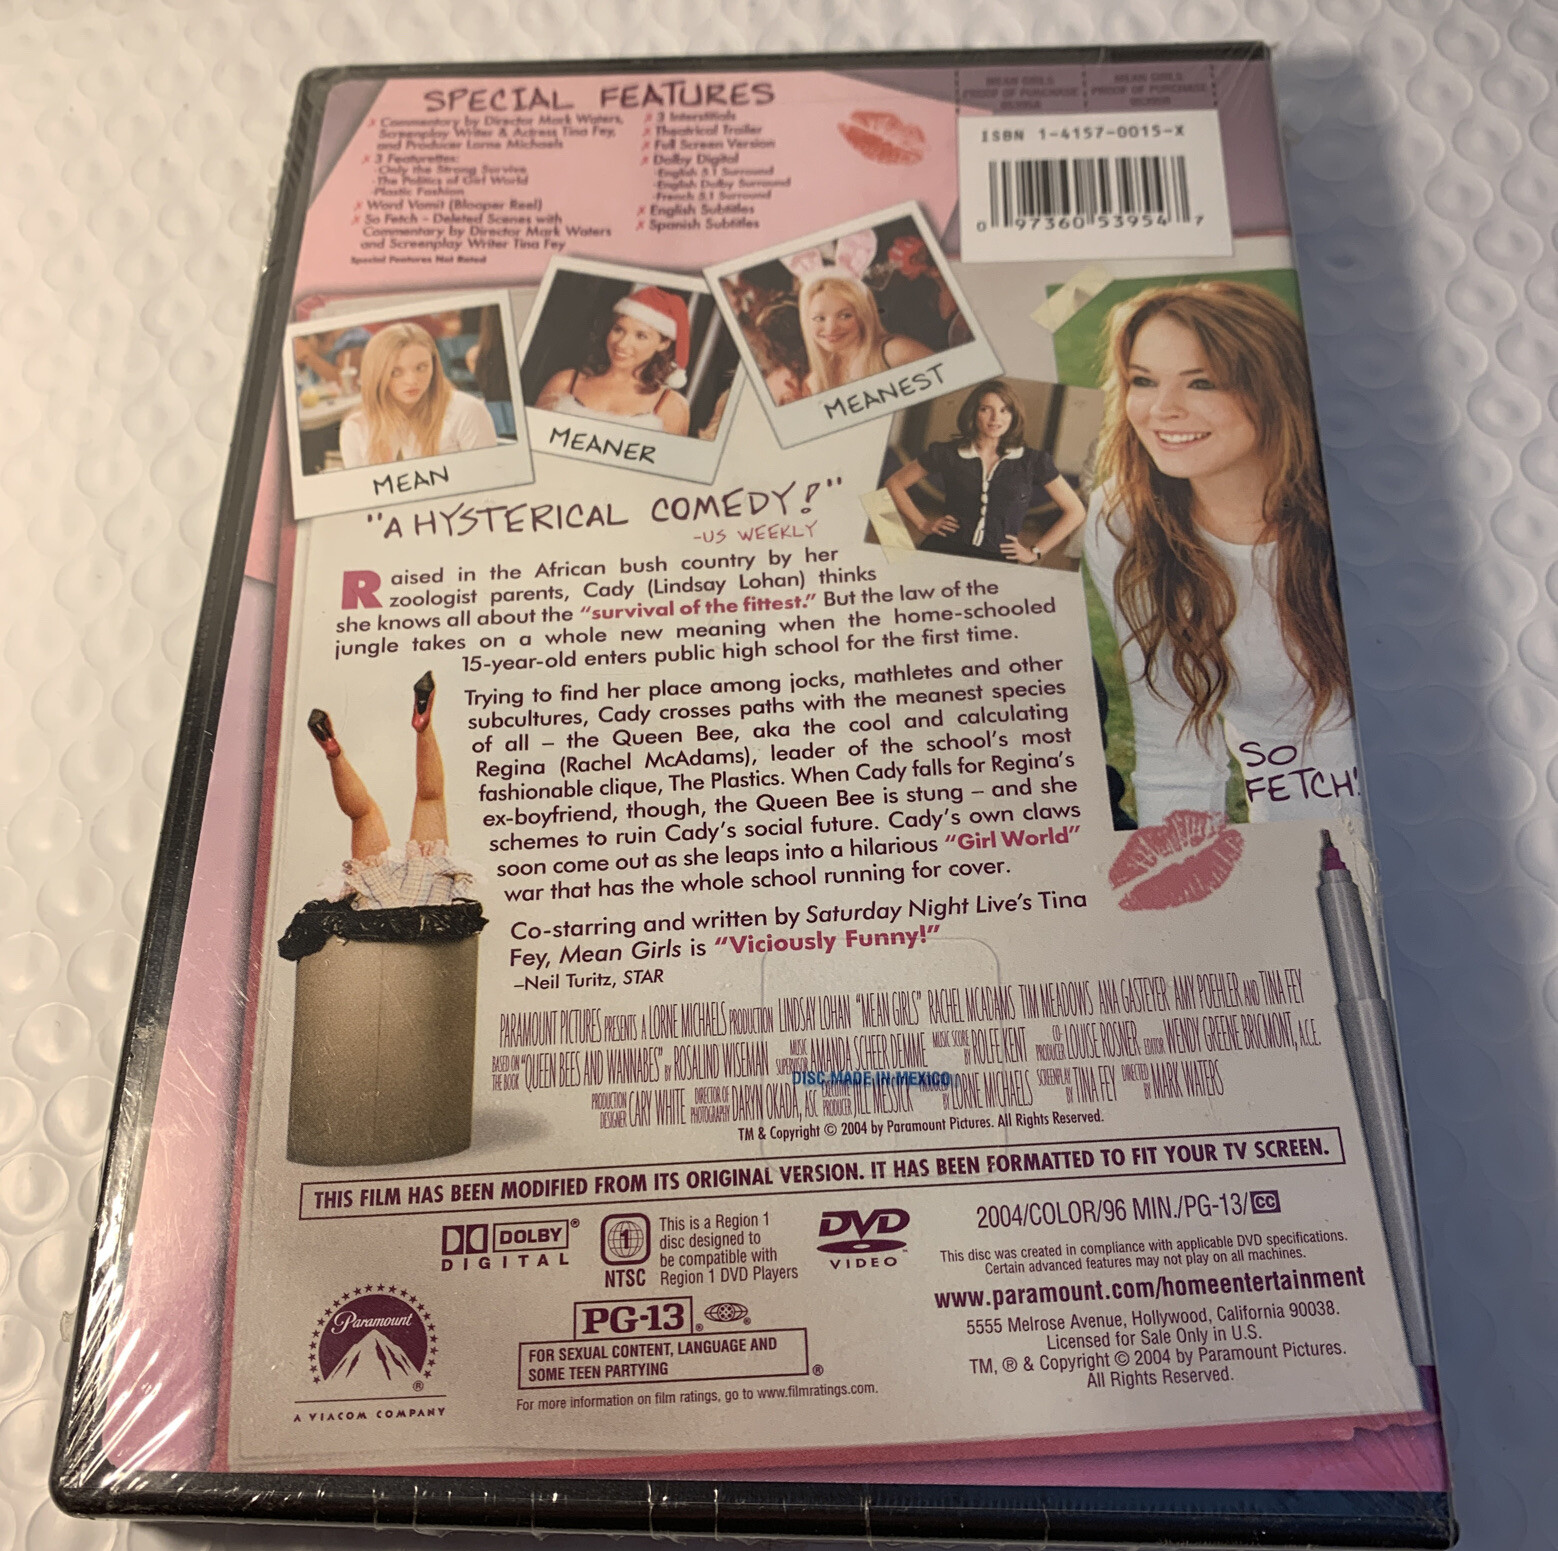 SPECIAL FEATURES
Commentary by Director Mark Waters,
Screenplay Writer & Actress Tina Fey,
and Producer Lorne Michaels
3 Featurettes:
-Only the Strong Survive
-The Politics of Girl World
-Plastic Fashion
Word Vomit (Blooper Reel)
So Fetch – Deleted Scenes with
Commentary by Director Mark Waters
and Screenplay Writer Tina Fey
Special Features Not Rated
3 Interstitials
Theatrical Trailer
Full Screen Version
Dolby Digital
-English 5.1 Surround
-English Dolby Surround
-French 5.1 Surround
English Subtitles
Spanish Subtitles
MEAN GIRLS
PROOF OF PURCHASE
MEAN GIRLS
PROOF OF PURCHASE
ISBN 1-4157-0015-X
0 97360 53954 7
MEAN
MEANER
MEANEST
"A HYSTERICAL COMEDY!"
-US WEEKLY
Raised in the African bush country by her
zoologist parents, Cady (Lindsay Lohan) thinks
she knows all about the "survival of the fittest." But the law of the
jungle takes on a whole new meaning when the home-schooled
15-year-old enters public high school for the first time.
Trying to find her place among jocks, mathletes and other
subcultures, Cady crosses paths with the meanest species
of all – the Queen Bee, aka the cool and calculating
Regina (Rachel McAdams), leader of the school's most
fashionable clique, The Plastics. When Cady falls for Regina's
ex-boyfriend, though, the Queen Bee is stung – and she
schemes to ruin Cady's social future. Cady's own claws
soon come out as she leaps into a hilarious "Girl World"
war that has the whole school running for cover.
SO
FETCH!
Co-starring and written by Saturday Night Live's Tina
Fey, Mean Girls is "Viciously Funny!"
–Neil Turitz, STAR
PARAMOUNT PICTURES PRESENTS A LORNE MICHAELS PRODUCTION LINDSAY LOHAN "MEAN GIRLS" RACHEL MCADAMS TIM MEADOWS ANA GASTEYER AMY POEHLER AND TINA FEY
BASED ON THE BOOK "QUEEN BEES AND WANNABES" BY ROSALIND WISEMAN MUSIC SUPERVISOR AMANDA SCHEER DEMME MUSIC SCORE BY ROLFE KENT CO-PRODUCER LOUISE ROSNER EDITOR WENDY GREENE BRICMONT, A.C.E.
PRODUCTION DESIGNER CARY WHITE DIRECTOR OF PHOTOGRAPHY DARYN OKADA, ASC EXECUTIVE PRODUCER JILL MESSICK PRODUCED BY LORNE MICHAELS SCREENPLAY BY TINA FEY DIRECTED BY MARK WATERS
DISC MADE IN MEXICO
TM & Copyright © 2004 by Paramount Pictures. All Rights Reserved.
THIS FILM HAS BEEN MODIFIED FROM ITS ORIGINAL VERSION. IT HAS BEEN FORMATTED TO FIT YOUR TV SCREEN.
DOLBY®
DIGITAL
1
NTSC
This is a Region 1
disc designed to
be compatible with
Region 1 DVD Players
DVD
VIDEO
2004/COLOR/96 MIN./PG-13/CC
This disc was created in compliance with applicable DVD specifications.
Certain advanced features may not play on all machines.
www.paramount.com/homeentertainment
5555 Melrose Avenue, Hollywood, California 90038.
Licensed for Sale Only in U.S.
TM, ® & Copyright © 2004 by Paramount Pictures.
All Rights Reserved.
Paramount
®
A VIACOM COMPANY
PG-13®
FOR SEXUAL CONTENT, LANGUAGE AND
SOME TEEN PARTYING
®
For more information on film ratings, go to www.filmratings.com.